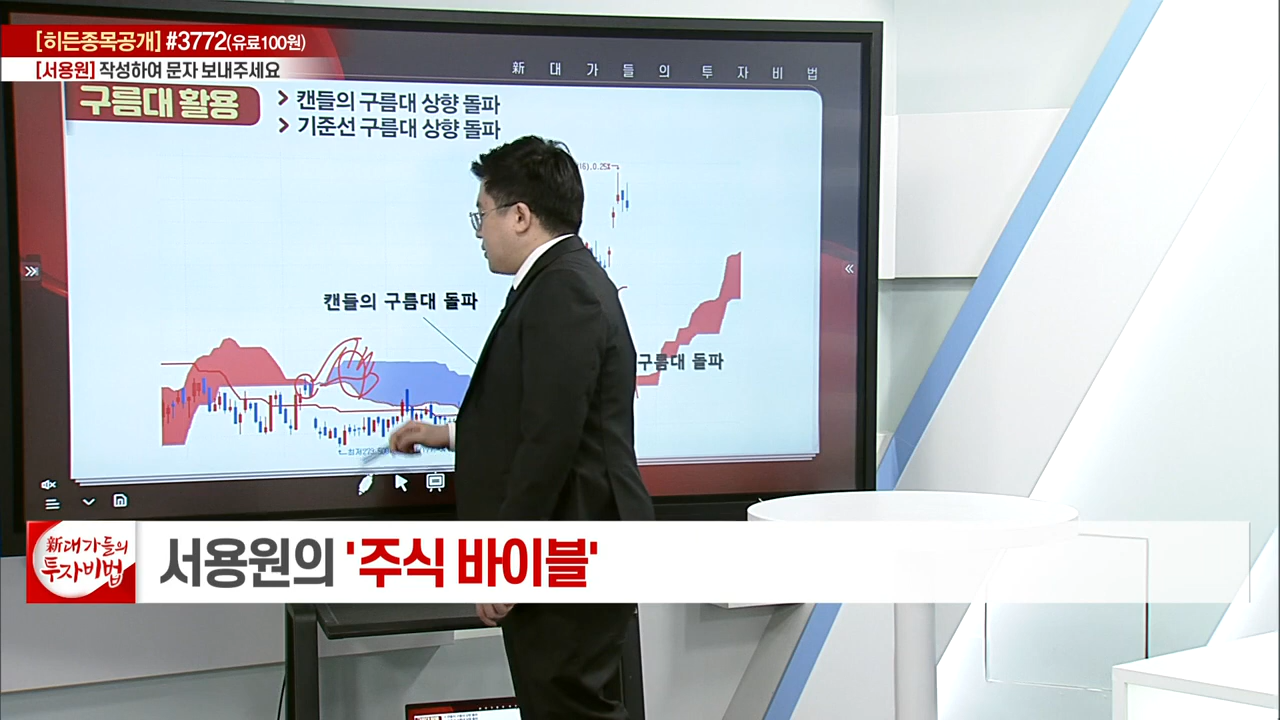 [히든종목공개] #3772(유료100원)
[서용원] 작성하여 문자 보내주세요
新 대 가 들 의 투 자 비 법
구름대 활용
캔들의 구름대 상향 돌파
기준선 구름대 상향 돌파
캔들의 구름대 돌파
구름대 돌파
新대가들의
투자비법
서용원의 '주식 바이블'